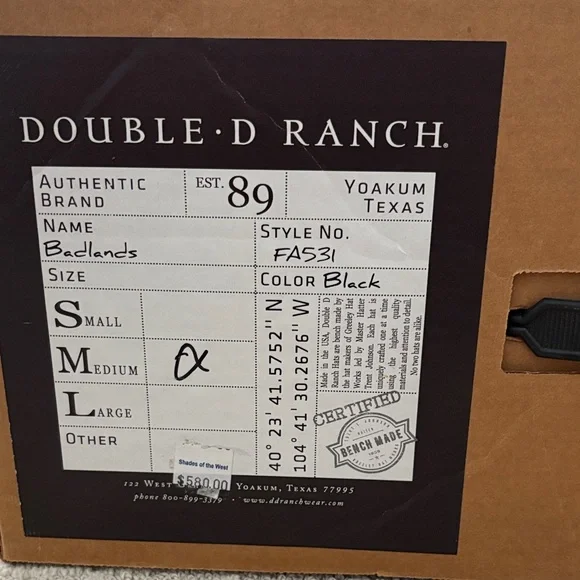 DOUBLE·D RANCH®
AUTHENTIC
BRAND
EST. 89
YOAKUM
TEXAS
NAME
Badlands
STYLE NO.
FA531
SIZE
COLOR Black
SMALL
MEDIUM
LARGE
OTHER
40° 23' 41.5752" N
104° 41' 30.2676" W
Made in the USA, Double D
Ranch Hats are bench made by
the hat makers of Greeley Hat
Works led by Master Hatter
Trent Johnson. Each hat is
uniquely crafted one at a time
using the highest quality
materials and attention to detail.
No two hats are alike.
CERTIFIED
BENCH MADE
Shades of the West
$580.00
122 WEST YOAKUM, TEXAS 77995
phone 800-899-3379 · www.ddranchwear.com